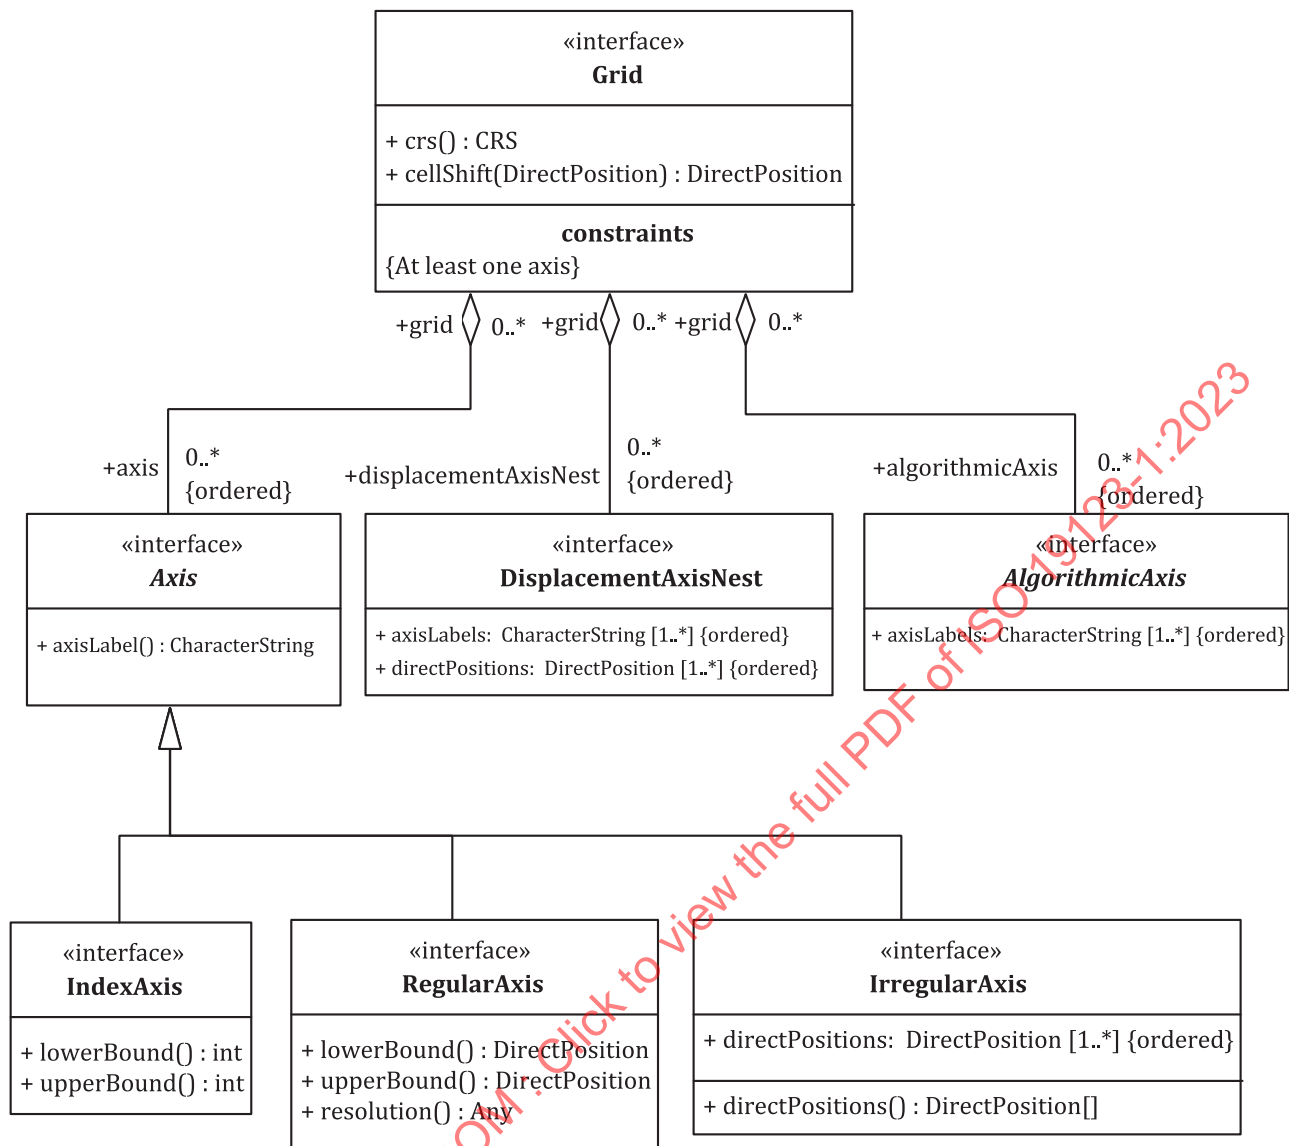 «interface»
Grid
+ crs() : CRS
+ cellShift(DirectPosition) : DirectPosition
constraints
{At least one axis}
+grid 0..* +grid 0..* +grid 0..*
+axis 0..* {ordered}
+displacementAxisNest 0..* {ordered}
+algorithmicAxis 0..* {ordered}
«interface»
Axis
+ axisLabel() : CharacterString
«interface»
DisplacementAxisNest
+ axisLabels: CharacterString [1..*] {ordered}
+ directPositions: DirectPosition [1..*] {ordered}
«interface»
AlgorithmicAxis
+ axisLabels: CharacterString [1..*] {ordered}
«interface»
IndexAxis
+ lowerBound() : int
+ upperBound() : int
«interface»
RegularAxis
+ lowerBound() : DirectPosition
+ upperBound() : DirectPosition
+ resolution() : Any
«interface»
IrregularAxis
+ directPositions: DirectPosition [1..*] {ordered}
+ directPositions() : DirectPosition[]
OM : Click to view the full PDF of ISO 19123-1:2023